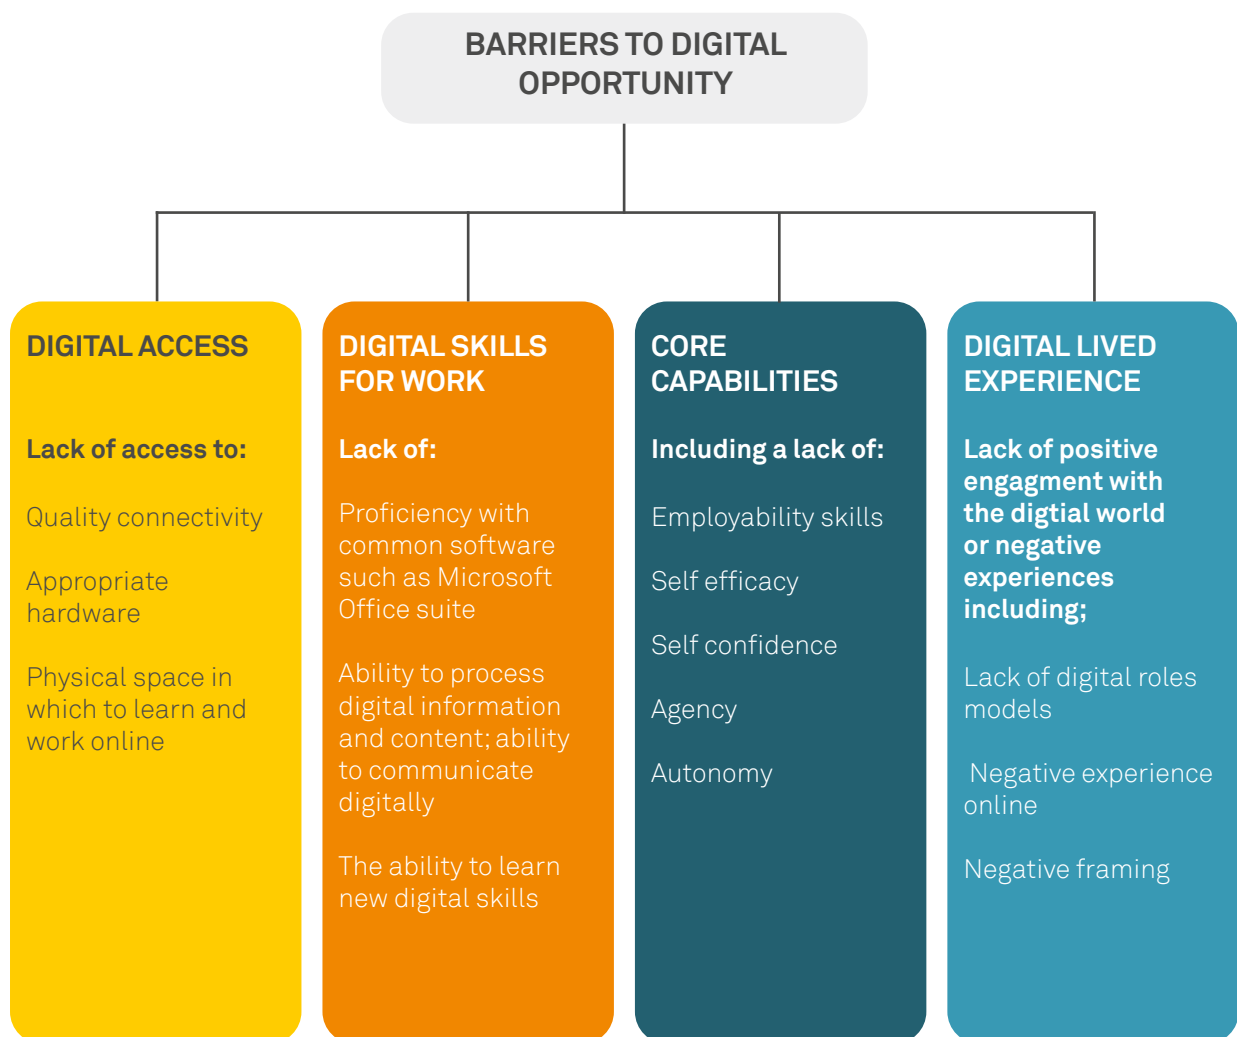 BARRIERS TO DIGITAL
OPPORTUNITY
DIGITAL ACCESS
Lack of access to:
Quality connectivity
Appropriate
hardware
Physical space in
which to learn and
work online
DIGITAL SKILLS
FOR WORK
Lack of:
Proficiency with
common software
such as Microsoft
Office suite
Ability to process
digital information
and content; ability
to communicate
digitally
The ability to learn
new digital skills
CORE
CAPABILITIES
Including a lack of:
Employability skills
Self efficacy
Self confidence
Agency
Autonomy
DIGITAL LIVED
EXPERIENCE
Lack of positive
engagment with
the digtial world
or negative
experiences
including;
Lack of digital roles
models
Negative experience
online
Negative framing